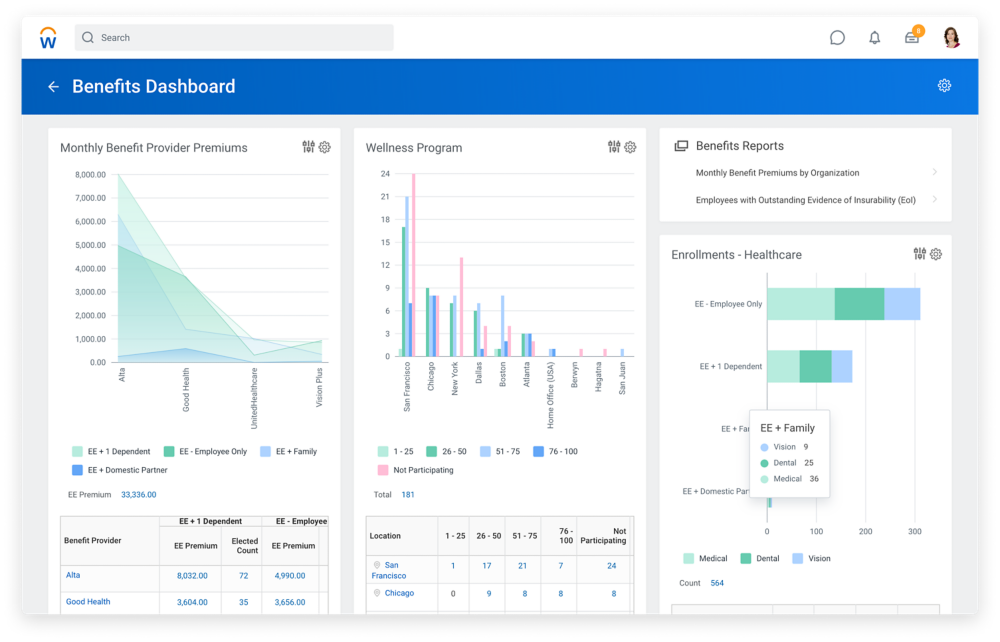 W
Search
8
Benefits Dashboard
Monthly Benefit Provider Premiums
8,000.00
7,000.00
6,000.00
5,000.00
4,000.00
3,000.00
2,000.00
1,000.00
0.00
Alta
Good Health
UnitedHealthcare
Vision Plus
EE + 1 Dependent
EE - Employee Only
EE + Family
EE + Domestic Partner
EE Premium 33,336.00
EE + 1 Dependent EE - Employee
Benefit Provider EE Premium Elected Count EE Premium
Alta 8,032.00 72 4,990.00
Good Health 3,604.00 35 3,656.00
Wellness Program
24
21
18
15
12
9
6
3
0
San Francisco
Chicago
New York
Dallas
Boston
Atlanta
Home Office (USA)
Berwyn
Hagatna
San Juan
1 - 25
26 - 50
51 - 75
76 - 100
Not Participating
Total 181
Location 1 - 25 26 - 50 51 - 75 76 - 100 Not Participating
San Francisco 1 17 21 7 24
Chicago 0 9 8 8 8
Benefits Reports
Monthly Benefit Premiums by Organization
Employees with Outstanding Evidence of Insurability (EoI)
Enrollments - Healthcare
EE - Employee Only
EE + 1 Dependent
EE + Fa
EE + Domestic Par
EE + Family
Vision 9
Dental 25
Medical 36
0 100 200 300
Medical
Dental
Vision
Count 564